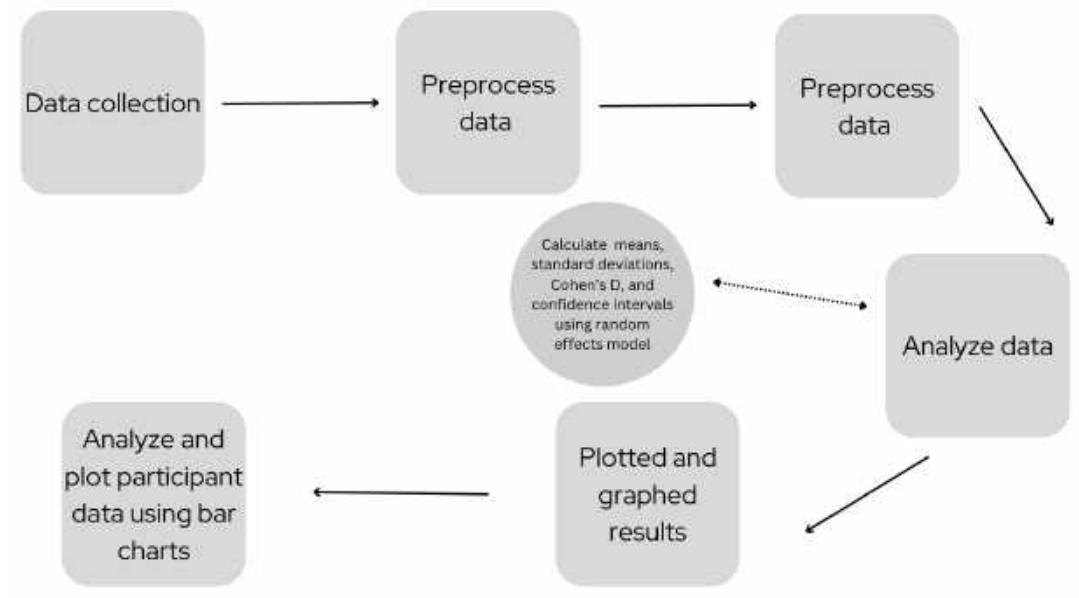 Data collection
Preprocess
data
Preprocess
data
Calculate means,
standard deviations,
Cohen's D, and
confidence intervals
using random
effects model
Analyze data
Plotted and
graphed
results
Analyze and
plot participant
data using bar
charts